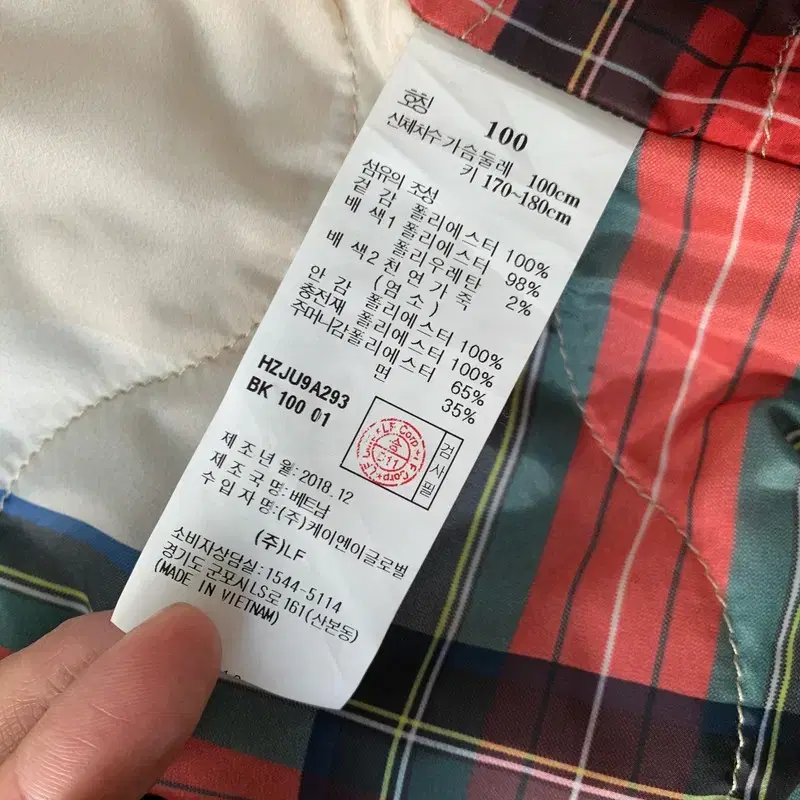 호칭 100
신체치수 가슴둘레 100cm
키 170~180cm
섬유의 조성
겉감 폴리에스터 100%
배색1 폴리에스터 98%
폴리우레탄 2%
배색2 천연가죽
(염소)
안감 폴리에스터 100%
충전재 폴리에스터 100%
주머니감 폴리에스터 65%
면 35%
HZJU9A293
BK 100 01
검사필
LF Corp
합
011
제조년월:2018.12
제조국명:베트남
수입자명:(주)케이엔이글로벌
(주)LF
소비자상담실:1544-5114
경기도 군포시 LS로 161(산본동)
(MADE IN VIETNAM)